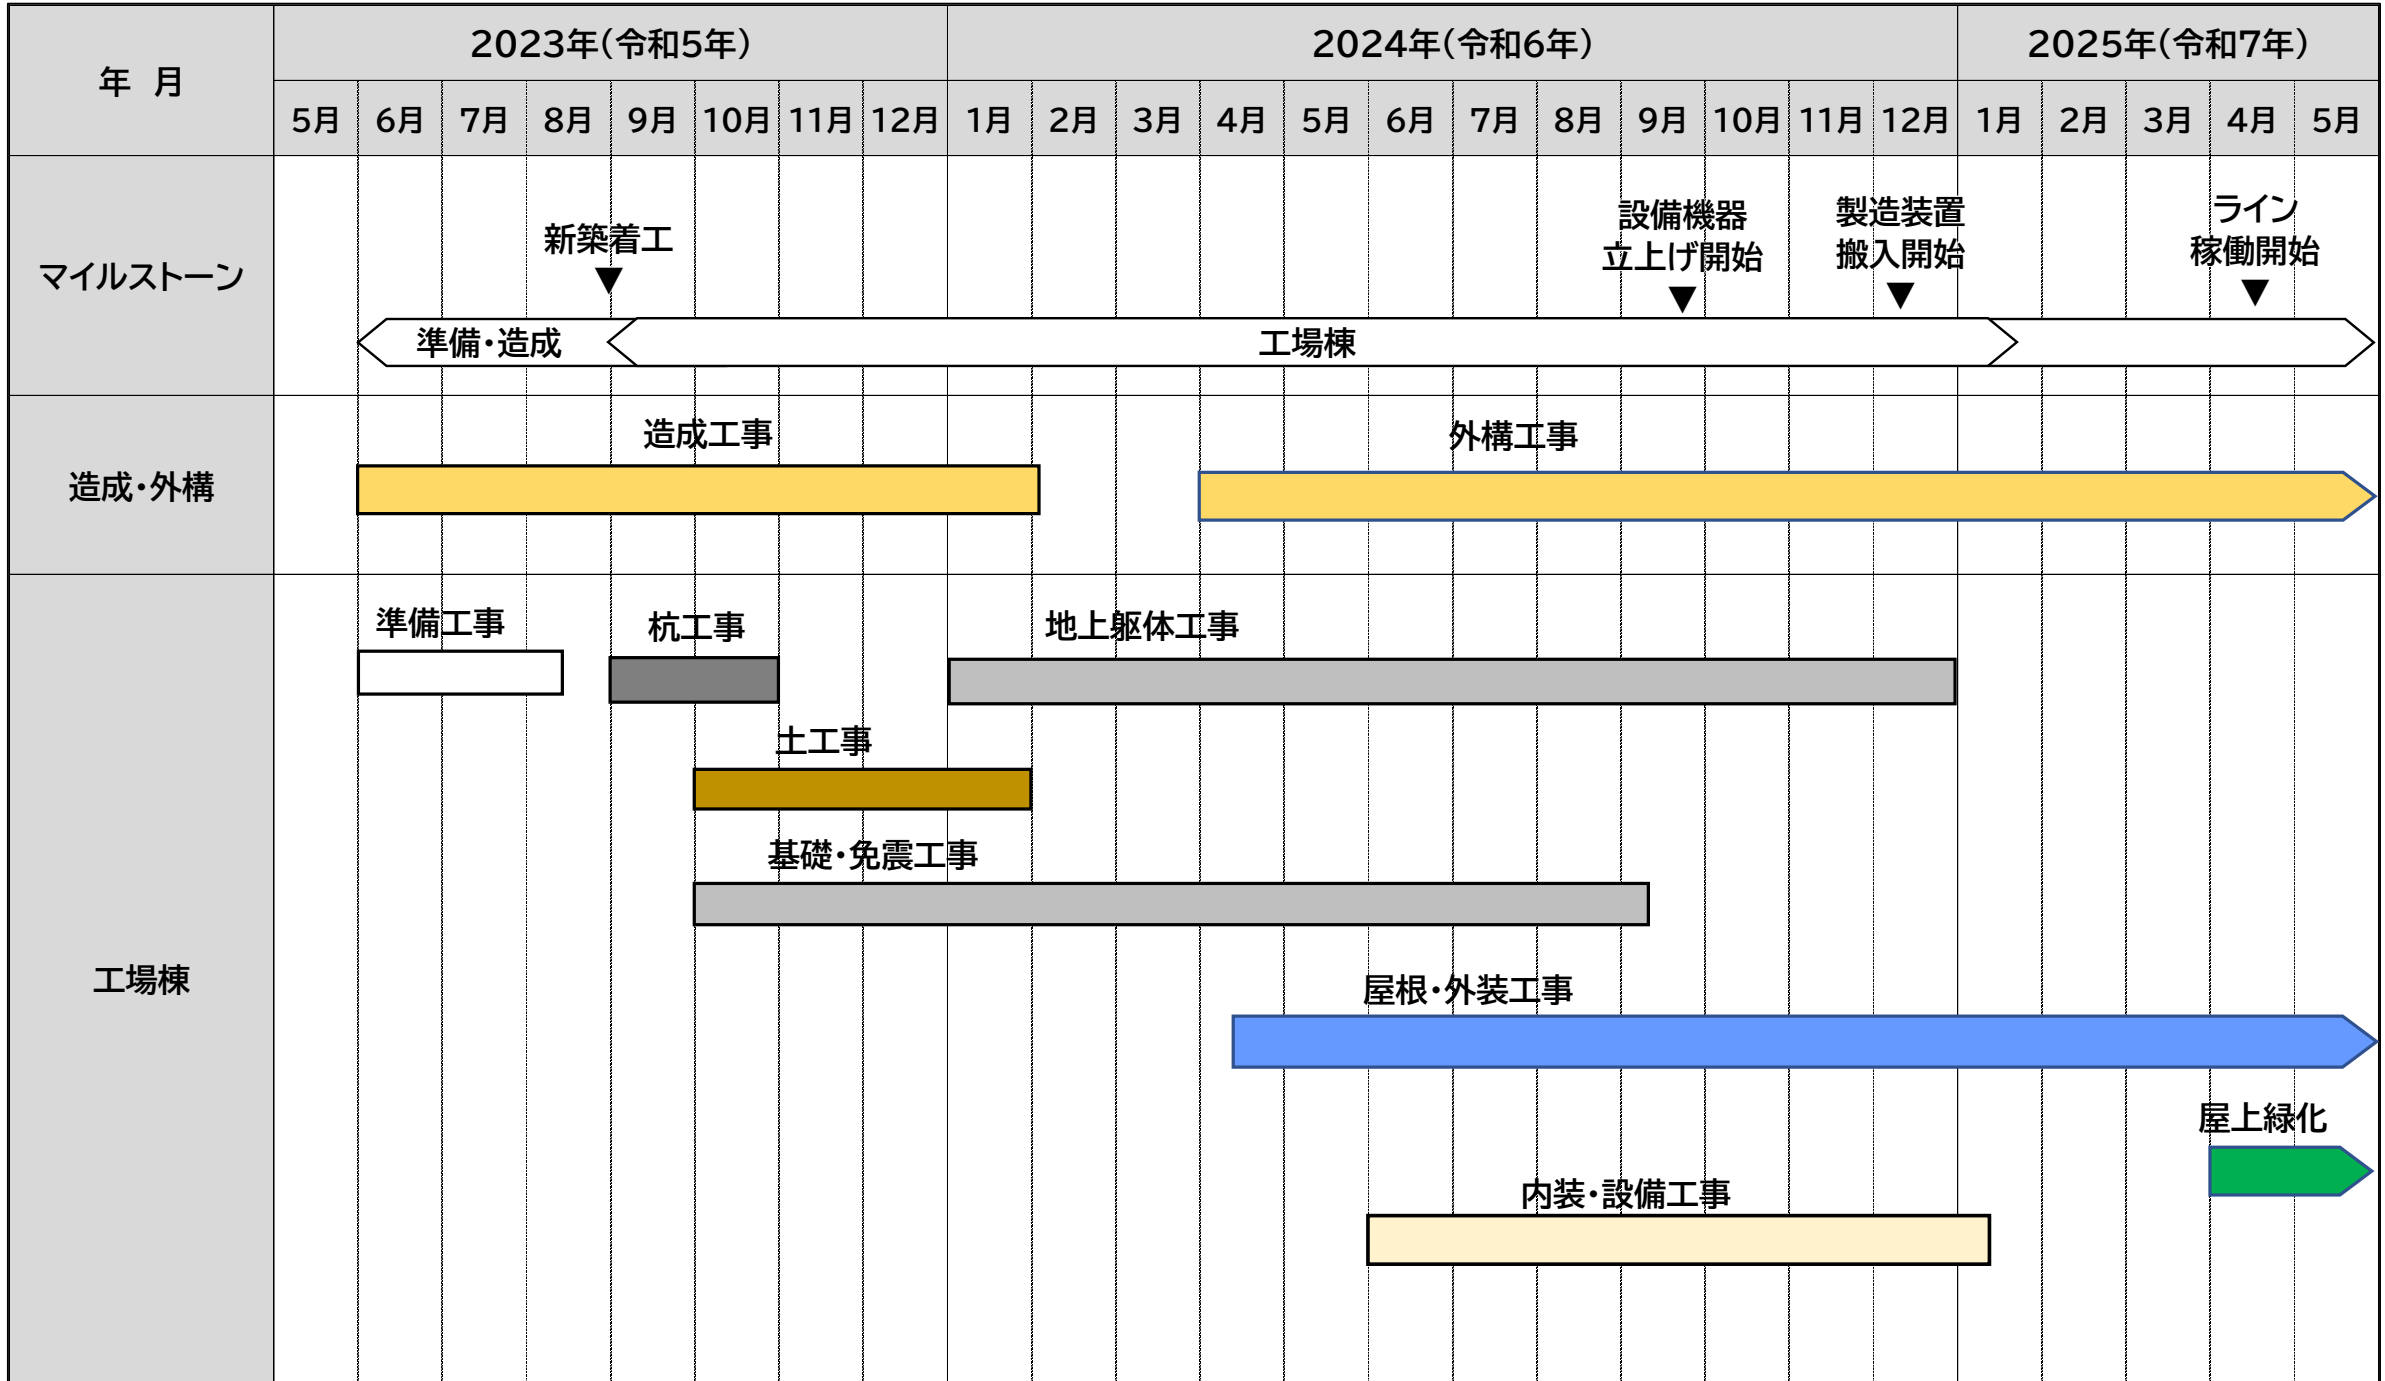 年 月
2023年(令和5年)
2024年(令和6年)
2025年(令和7年)
5月 6月 7月 8月 9月 10月 11月 12月 1月 2月 3月 4月 5月 6月 7月 8月 9月 10月 11月 12月 1月 2月 3月 4月 5月
マイルストーン
新築着工
▼
設備機器
立上げ開始
▼
製造装置
搬入開始
▼
ライン
稼働開始
▼
準備・造成
工場棟
造成・外構
造成工事
外構工事
工場棟
準備工事
杭工事
地上躯体工事
土工事
基礎・免震工事
屋根・外装工事
屋上緑化
内装・設備工事